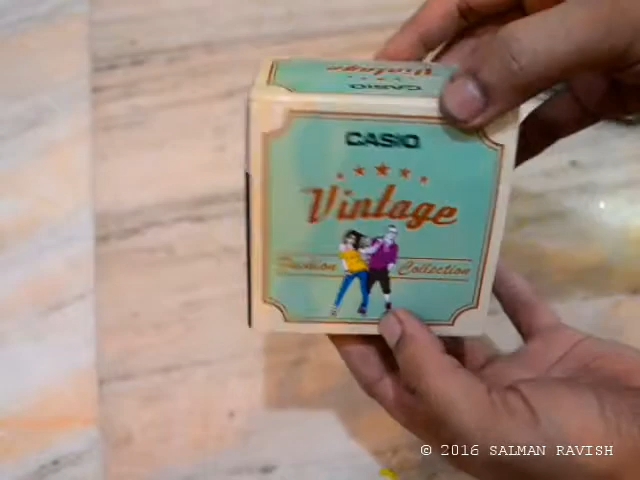 Vintage
CASIO
CASIO
Vintage
Fashion Collection
© 2016 SALMAN RAVISH